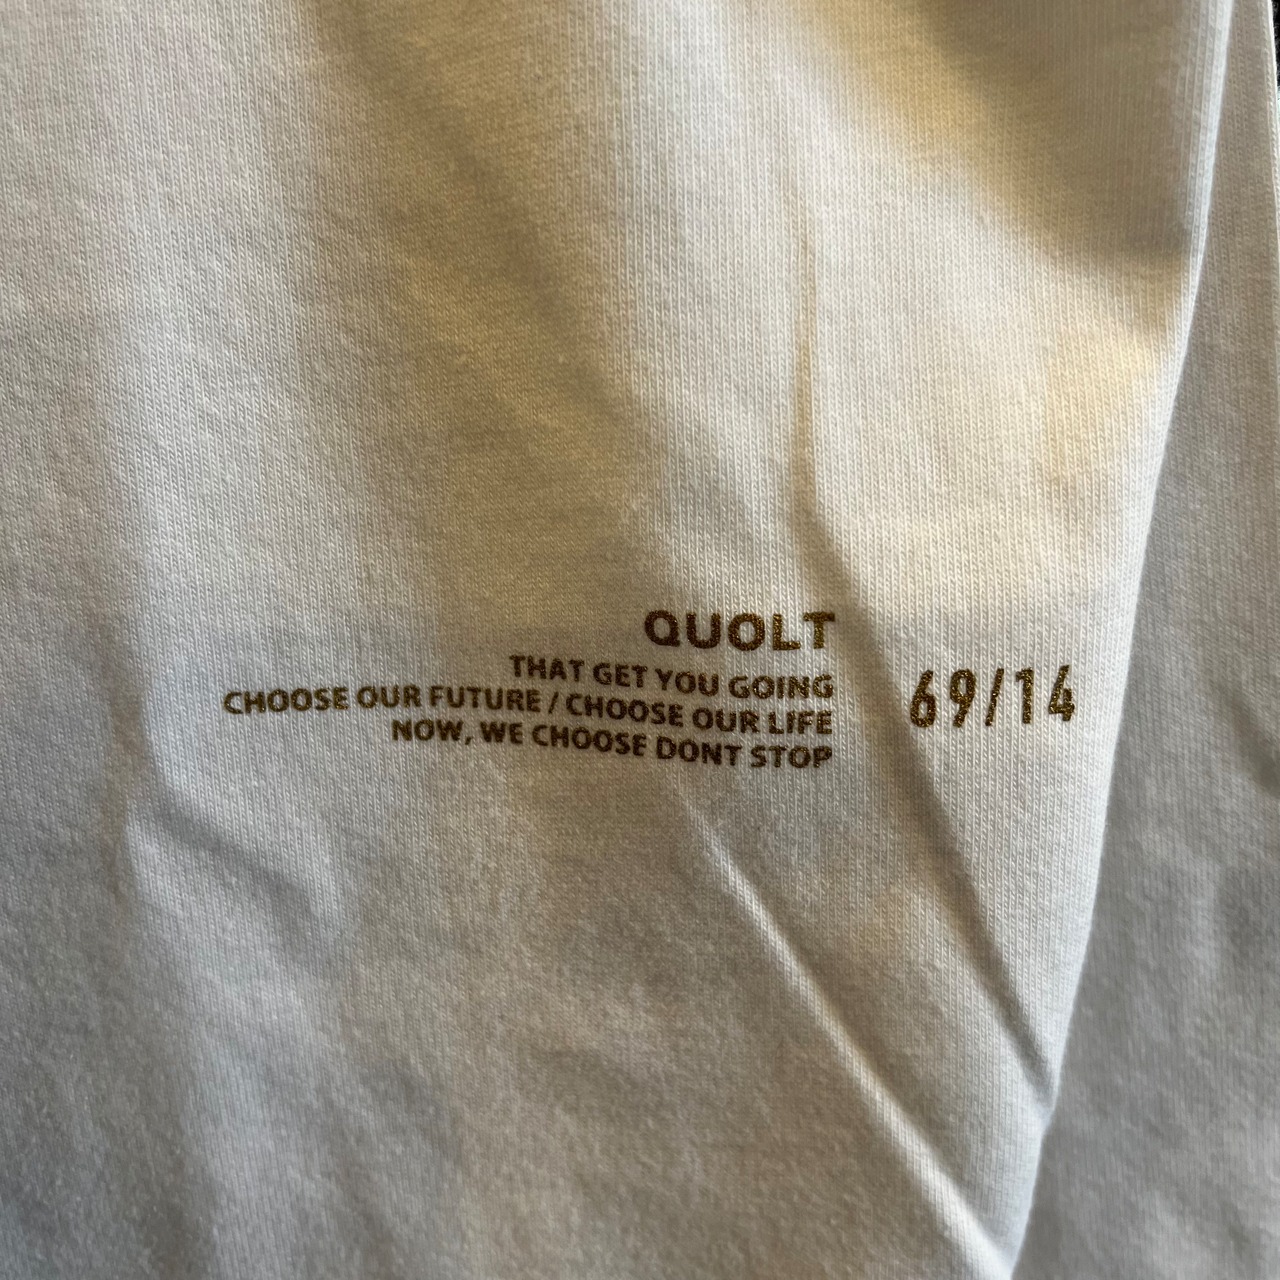 QUOLT
THAT GET YOU GOING
CHOOSE OUR FUTURE / CHOOSE OUR LIFE
NOW, WE CHOOSE DONT STOP
69/14